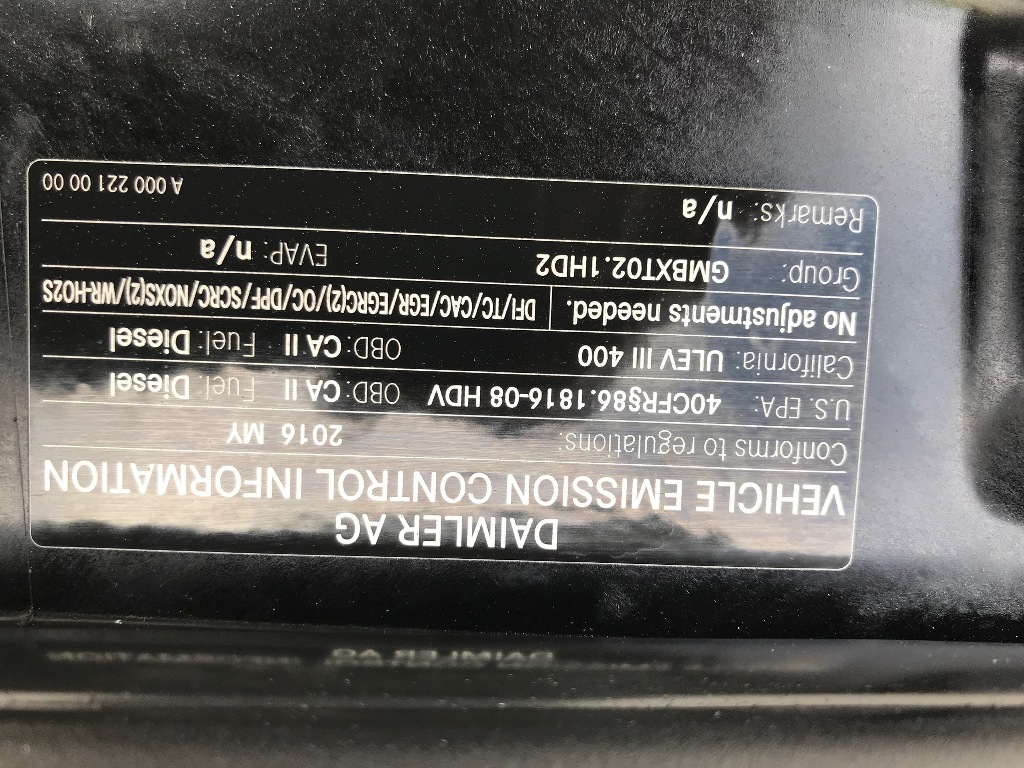 DAIMLER AG
VEHICLE EMISSION CONTROL INFORMATION
Conforms to regulations: 2016 MY
U.S. EPA: 40CFR§86.1816-08 HDV OBD: CA II Fuel: Diesel
California: ULEV III 400 OBD: CA II Fuel: Diesel
No adjustments needed. DFI/TC/CAC/EGR/EGRC(2)/OC/DPF/SCRC/NOXS(2)/WR-HO2S
Group: GMBXT02.1HD2 EVAP: n/a
Remarks: n/a A 000 221 00 00